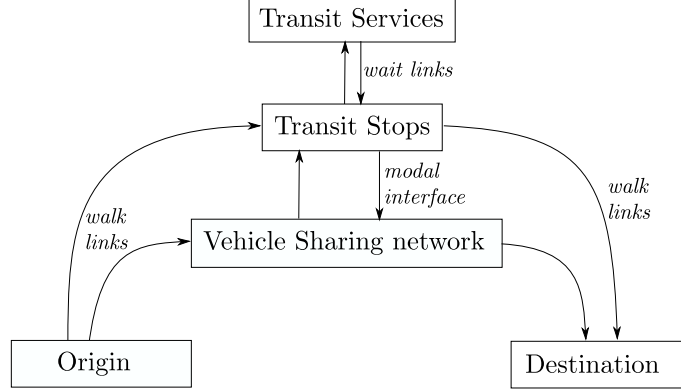 Transit Services
wait links
Transit Stops
modal
interface
walk
links
walk
links
Vehicle Sharing network
Origin
Destination